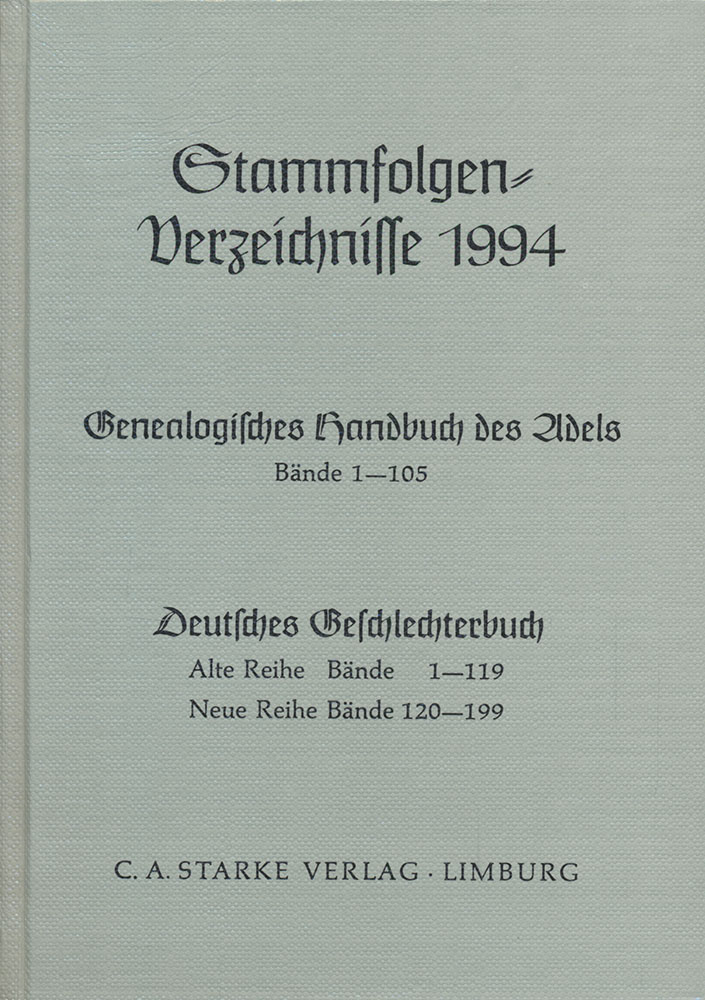 Stammfolgen-
Verzeichnisse 1994
Genealogisches Handbuch des Adels
Bände 1—105
Deutsches Geschlechterbuch
Alte Reihe Bände 1—119
Neue Reihe Bände 120—199
C. A. STARKE VERLAG · LIMBURG